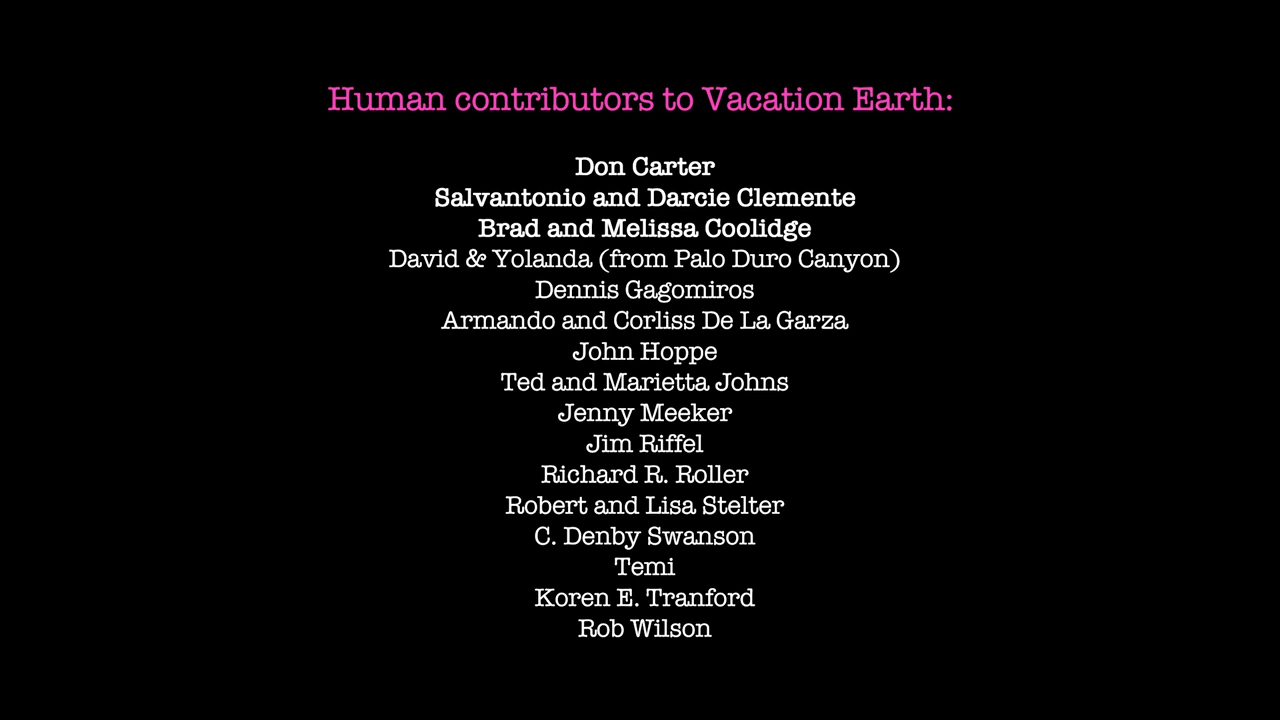 Human contributors to Vacation Earth:
Don Carter
Salvantonio and Darcie Clemente
Brad and Melissa Coolidge
David & Yolanda (from Palo Duro Canyon)
Dennis Gagomiros
Armando and Corliss De La Garza
John Hoppe
Ted and Marietta Johns
Jenny Meeker
Jim Riffel
Richard R. Roller
Robert and Lisa Stelter
C. Denby Swanson
Temi
Koren E. Tranford
Rob Wilson